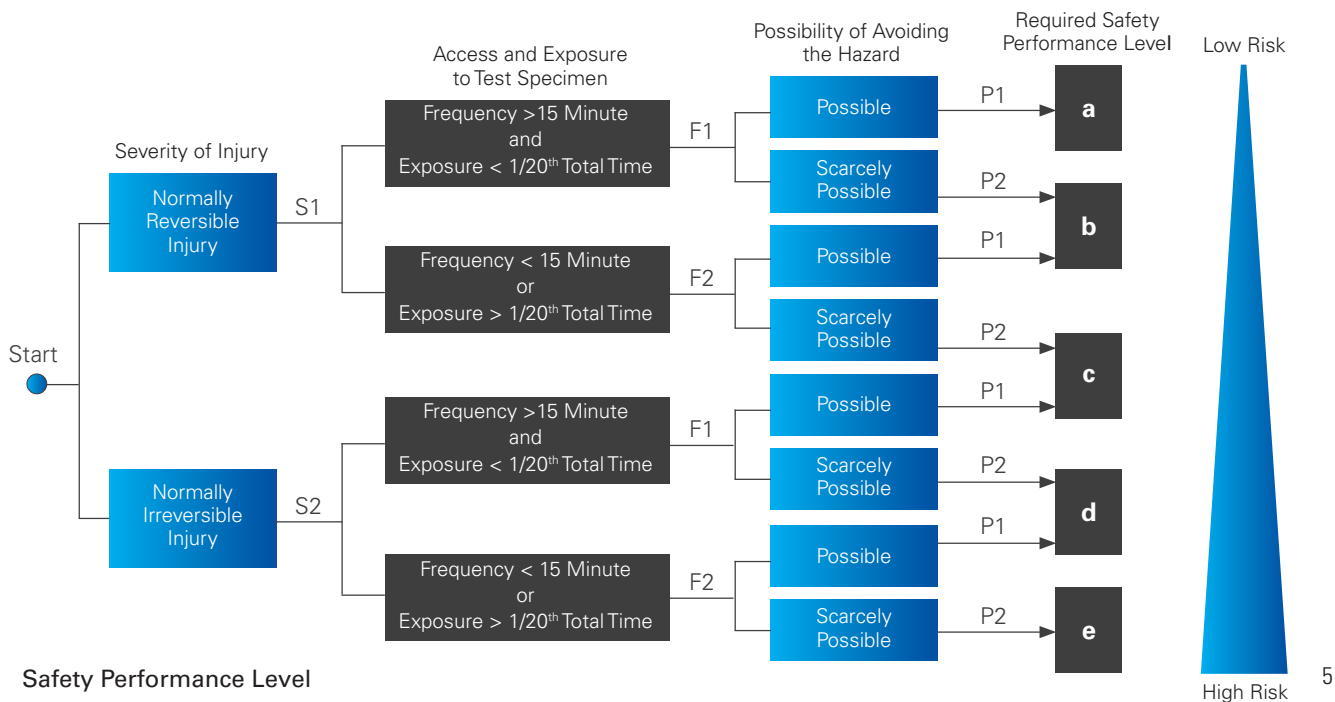 Severity of Injury
Access and Exposure
to Test Specimen
Possibility of Avoiding
the Hazard
Required Safety
Performance Level
Low Risk
Start
Normally
Reversible
Injury
S1
Frequency >15 Minute
and
Exposure < 1/20th Total Time
F1
Possible
P1
a
Scarcely
Possible
P2
b
Frequency < 15 Minute
or
Exposure > 1/20th Total Time
F2
Possible
P1
Scarcely
Possible
P2
c
Normally
Irreversible
Injury
S2
Frequency >15 Minute
and
Exposure < 1/20th Total Time
F1
Possible
P1
Scarcely
Possible
P2
d
Frequency < 15 Minute
or
Exposure > 1/20th Total Time
F2
Possible
P1
Scarcely
Possible
P2
e
High Risk
Safety Performance Level
5